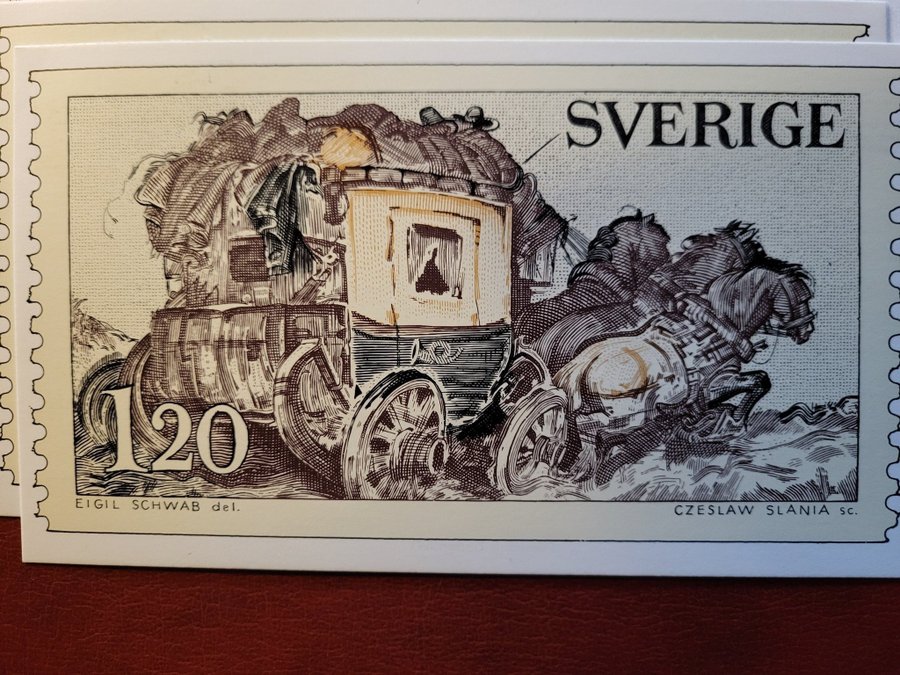 SVERIGE
120
EIGIL SCHWAB del.
CZESLAW SLANIA sc.